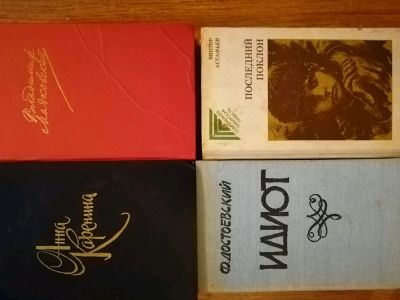 Владимир
Маяковский
ВИКТОР
АСТАФЬЕВ
ПОСЛЕДНИЙ
ПОКЛОН
Анна
Каренина
Ф. ДОСТОЕВСКИЙ
ИДИОТ